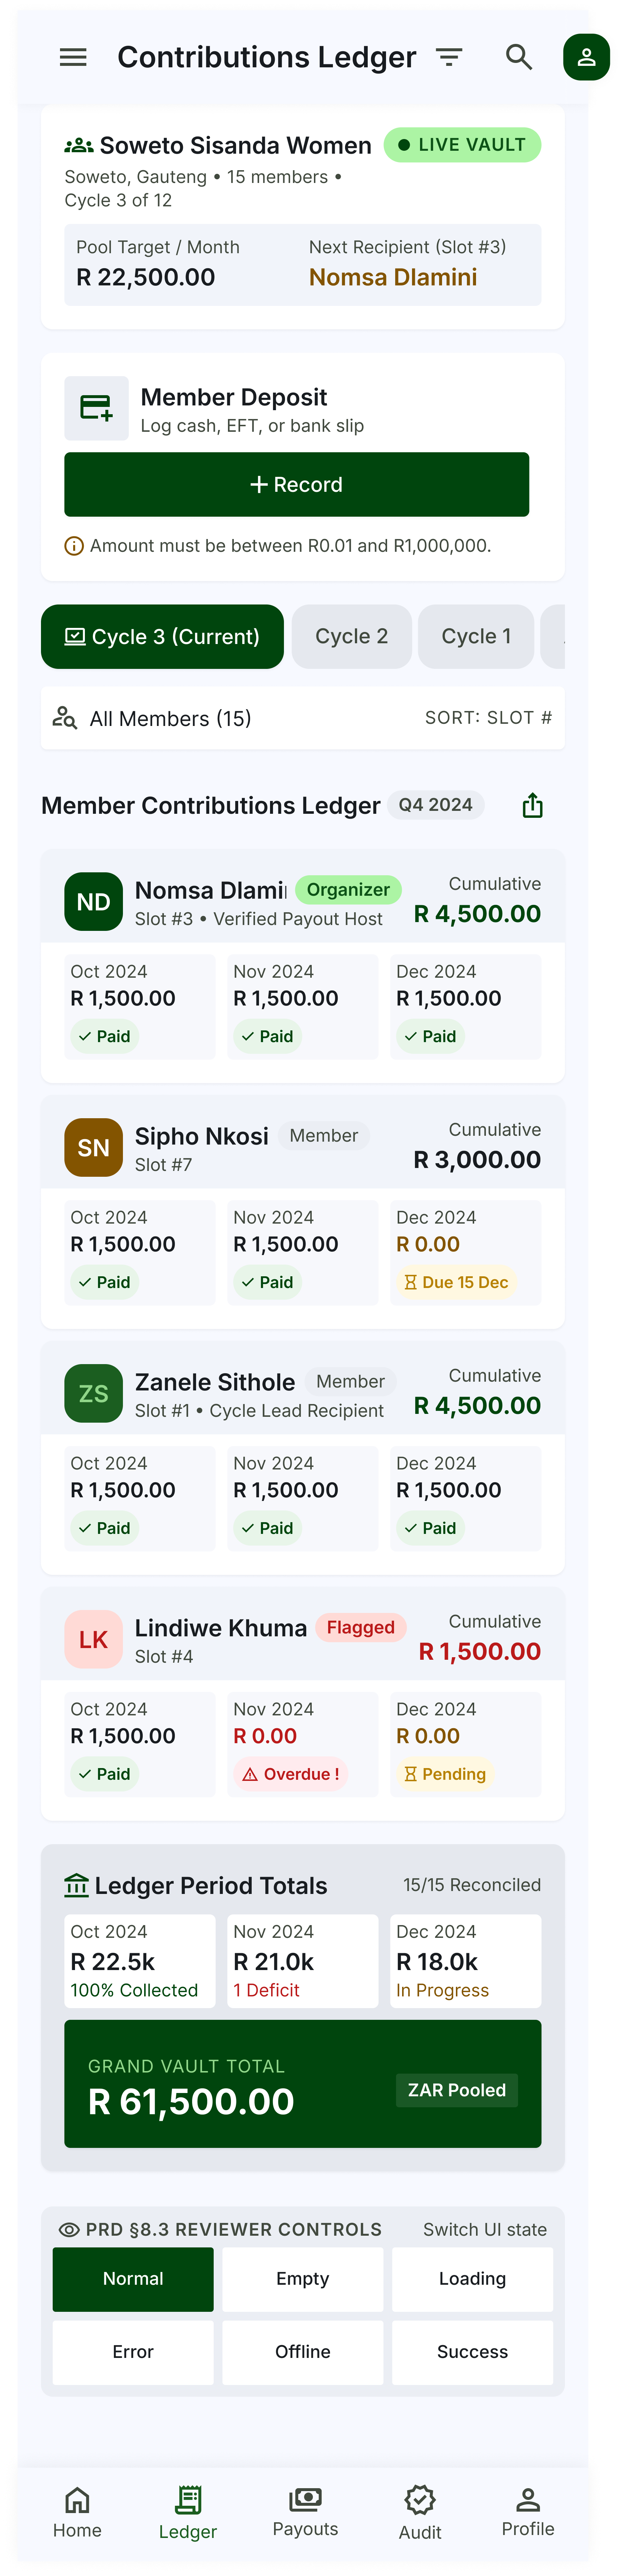 Contributions Ledger
Soweto Sisanda Women
LIVE VAULT
Soweto, Gauteng • 15 members •
Cycle 3 of 12
Pool Target / Month
Next Recipient (Slot #3)
R 22,500.00
Nomsa Dlamini
Member Deposit
Log cash, EFT, or bank slip
Record
Amount must be between R0.01 and R1,000,000.
Cycle 3 (Current)
Cycle 2
Cycle 1
All Members (15)
SORT: SLOT #
Member Contributions Ledger
Q4 2024
ND
Nomsa Dlami
Organizer
Slot #3 • Verified Payout Host
Cumulative
R 4,500.00
Oct 2024
Nov 2024
Dec 2024
R 1,500.00
R 1,500.00
R 1,500.00
Paid
Paid
Paid
SN
Sipho Nkosi
Member
Slot #7
Cumulative
R 3,000.00
Oct 2024
Nov 2024
Dec 2024
R 1,500.00
R 1,500.00
R 0.00
Paid
Paid
Due 15 Dec
ZS
Zanele Sithole
Member
Slot #1 • Cycle Lead Recipient
Cumulative
R 4,500.00
Oct 2024
Nov 2024
Dec 2024
R 1,500.00
R 1,500.00
R 1,500.00
Paid
Paid
Paid
LK
Lindiwe Khuma
Flagged
Slot #4
Cumulative
R 1,500.00
Oct 2024
Nov 2024
Dec 2024
R 1,500.00
R 0.00
R 0.00
Paid
Overdue !
Pending
Ledger Period Totals
15/15 Reconciled
Oct 2024
Nov 2024
Dec 2024
R 22.5k
R 21.0k
R 18.0k
100% Collected
1 Deficit
In Progress
GRAND VAULT TOTAL
R 61,500.00
ZAR Pooled
PRD §8.3 REVIEWER CONTROLS
Switch UI state
Normal
Empty
Loading
Error
Offline
Success
Home
Ledger
Payouts
Audit
Profile